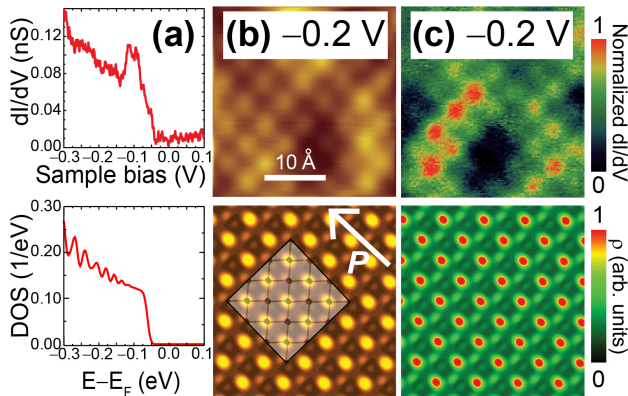 (a)
dI/dV (nS)
0.12
0.08
0.04
0.00
−0.3 −0.2 −0.1 0.0 0.1
Sample bias (V)
(b) −0.2 V
10 Å
(c) −0.2 V
1
Normalized dI/dV
0
DOS (1/eV)
0.30
0.20
0.10
0.00
−0.3 −0.2 −0.1 0.0 0.1
E−E_F (eV)
P
1
ρ (arb. units)
0